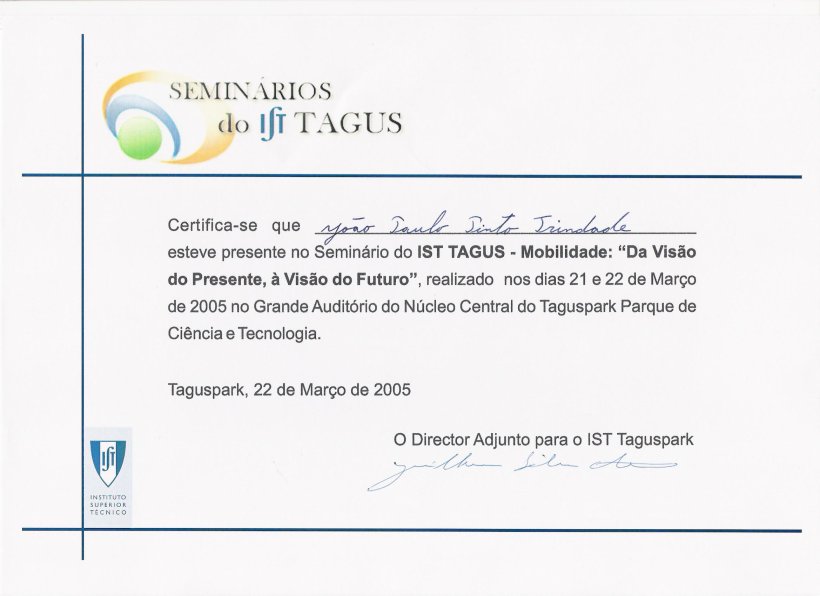 SEMINÁRIOS
do IST TAGUS
Certifica-se que João Paulo Pinto Trindade
esteve presente no Seminário do IST TAGUS - Mobilidade: “Da Visão
do Presente, à Visão do Futuro”, realizado nos dias 21 e 22 de Março
de 2005 no Grande Auditório do Núcleo Central do Taguspark Parque de
Ciência e Tecnologia.
Taguspark, 22 de Março de 2005
O Director Adjunto para o IST Taguspark
IST
INSTITUTO
SUPERIOR
TÉCNICO